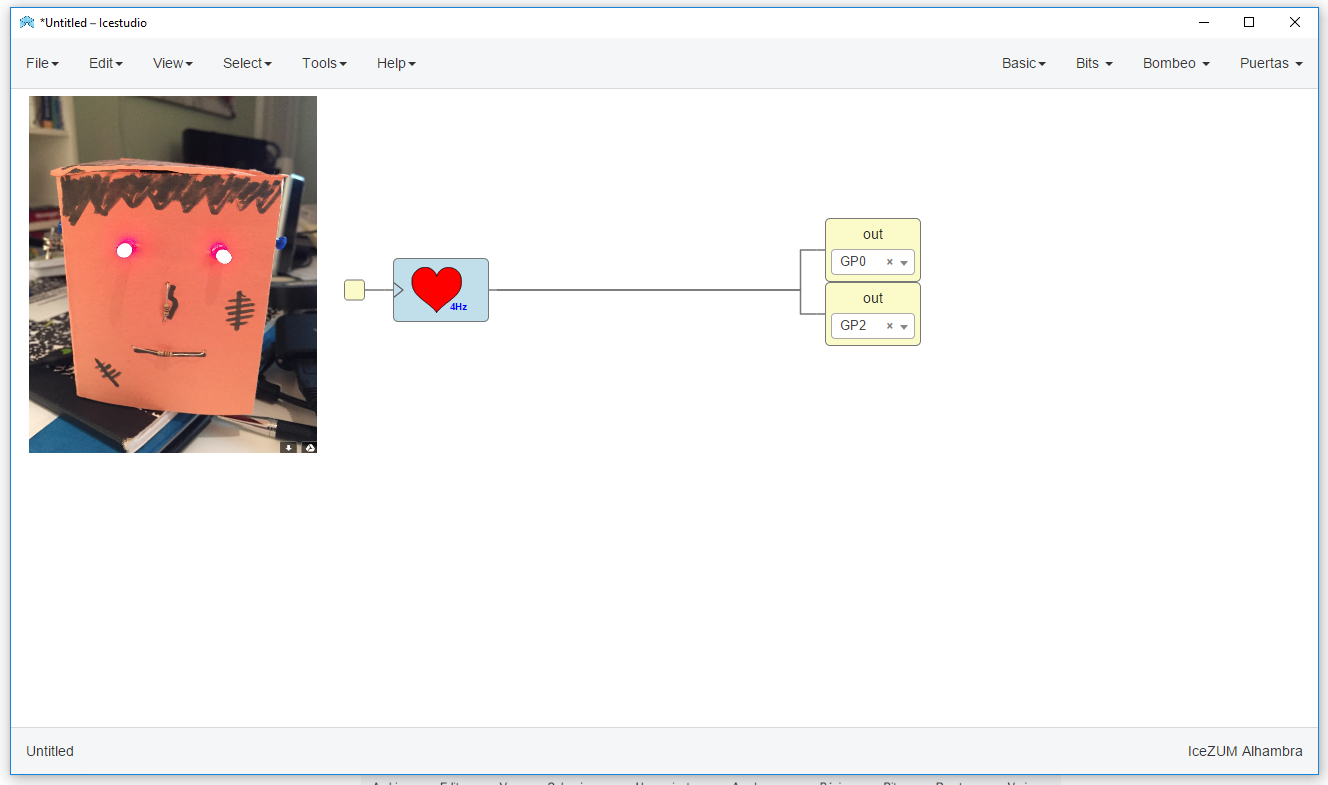 *Untitled – Icestudio
File Edit View Select Tools Help Basic Bits Bombeo Puertas
out
GP0 ×
4Hz
out
GP2 ×
Untitled IceZUM Alhambra